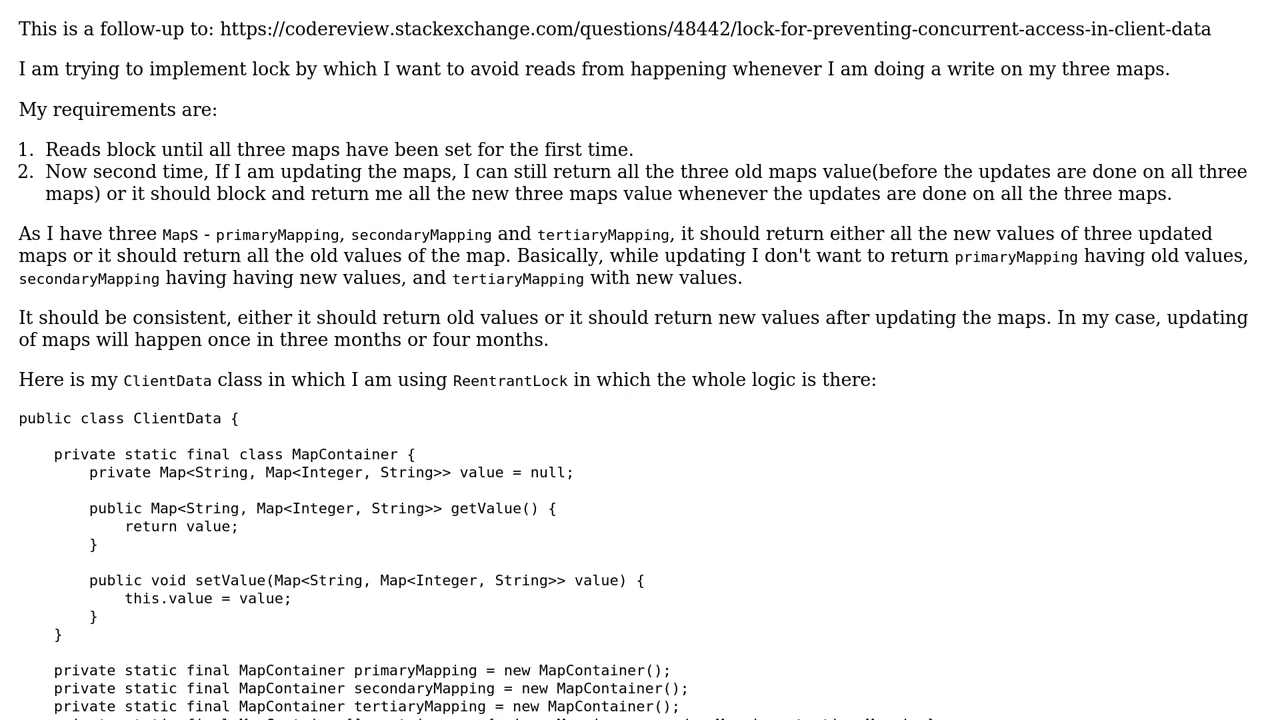 This is a follow-up to: https://codereview.stackexchange.com/questions/48442/lock-for-preventing-concurrent-access-in-client-data
I am trying to implement lock by which I want to avoid reads from happening whenever I am doing a write on my three maps.
My requirements are:
1. Reads block until all three maps have been set for the first time.
2. Now second time, If I am updating the maps, I can still return all the three old maps value(before the updates are done on all three
maps) or it should block and return me all the new three maps value whenever the updates are done on all the three maps.
As I have three Maps - primaryMapping, secondaryMapping and tertiaryMapping, it should return either all the new values of three updated
maps or it should return all the old values of the map. Basically, while updating I don't want to return primaryMapping having old values,
secondaryMapping having having new values, and tertiaryMapping with new values.
It should be consistent, either it should return old values or it should return new values after updating the maps. In my case, updating
of maps will happen once in three months or four months.
Here is my ClientData class in which I am using ReentrantLock in which the whole logic is there:
public class ClientData {
    private static final class MapContainer {
        private Map<String, Map<Integer, String>> value = null;
        public Map<String, Map<Integer, String>> getValue() {
            return value;
        }
        public void setValue(Map<String, Map<Integer, String>> value) {
            this.value = value;
        }
    }
    private static final MapContainer primaryMapping = new MapContainer();
    private static final MapContainer secondaryMapping = new MapContainer();
    private static final MapContainer tertiaryMapping = new MapContainer();